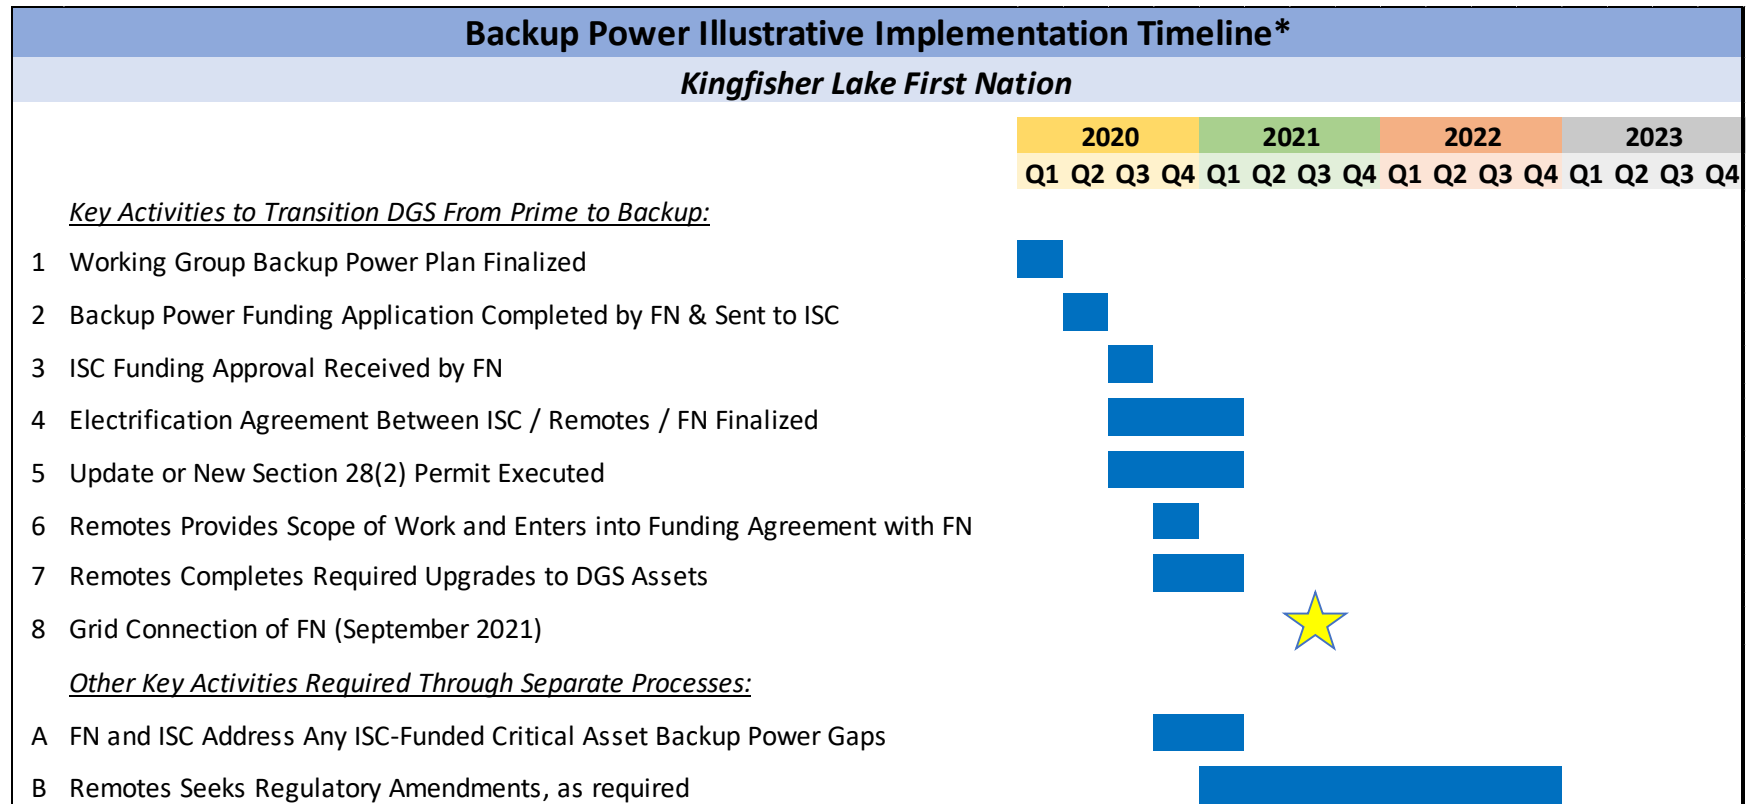 Backup Power Illustrative Implementation Timeline*
Kingfisher Lake First Nation
2020 2021 2022 2023
Q1 Q2 Q3 Q4 Q1 Q2 Q3 Q4 Q1 Q2 Q3 Q4 Q1 Q2 Q3 Q4
Key Activities to Transition DGS From Prime to Backup:
1 Working Group Backup Power Plan Finalized
2 Backup Power Funding Application Completed by FN & Sent to ISC
3 ISC Funding Approval Received by FN
4 Electrification Agreement Between ISC / Remotes / FN Finalized
5 Update or New Section 28(2) Permit Executed
6 Remotes Provides Scope of Work and Enters into Funding Agreement with FN
7 Remotes Completes Required Upgrades to DGS Assets
8 Grid Connection of FN (September 2021)
Other Key Activities Required Through Separate Processes:
A FN and ISC Address Any ISC-Funded Critical Asset Backup Power Gaps
B Remotes Seeks Regulatory Amendments, as required